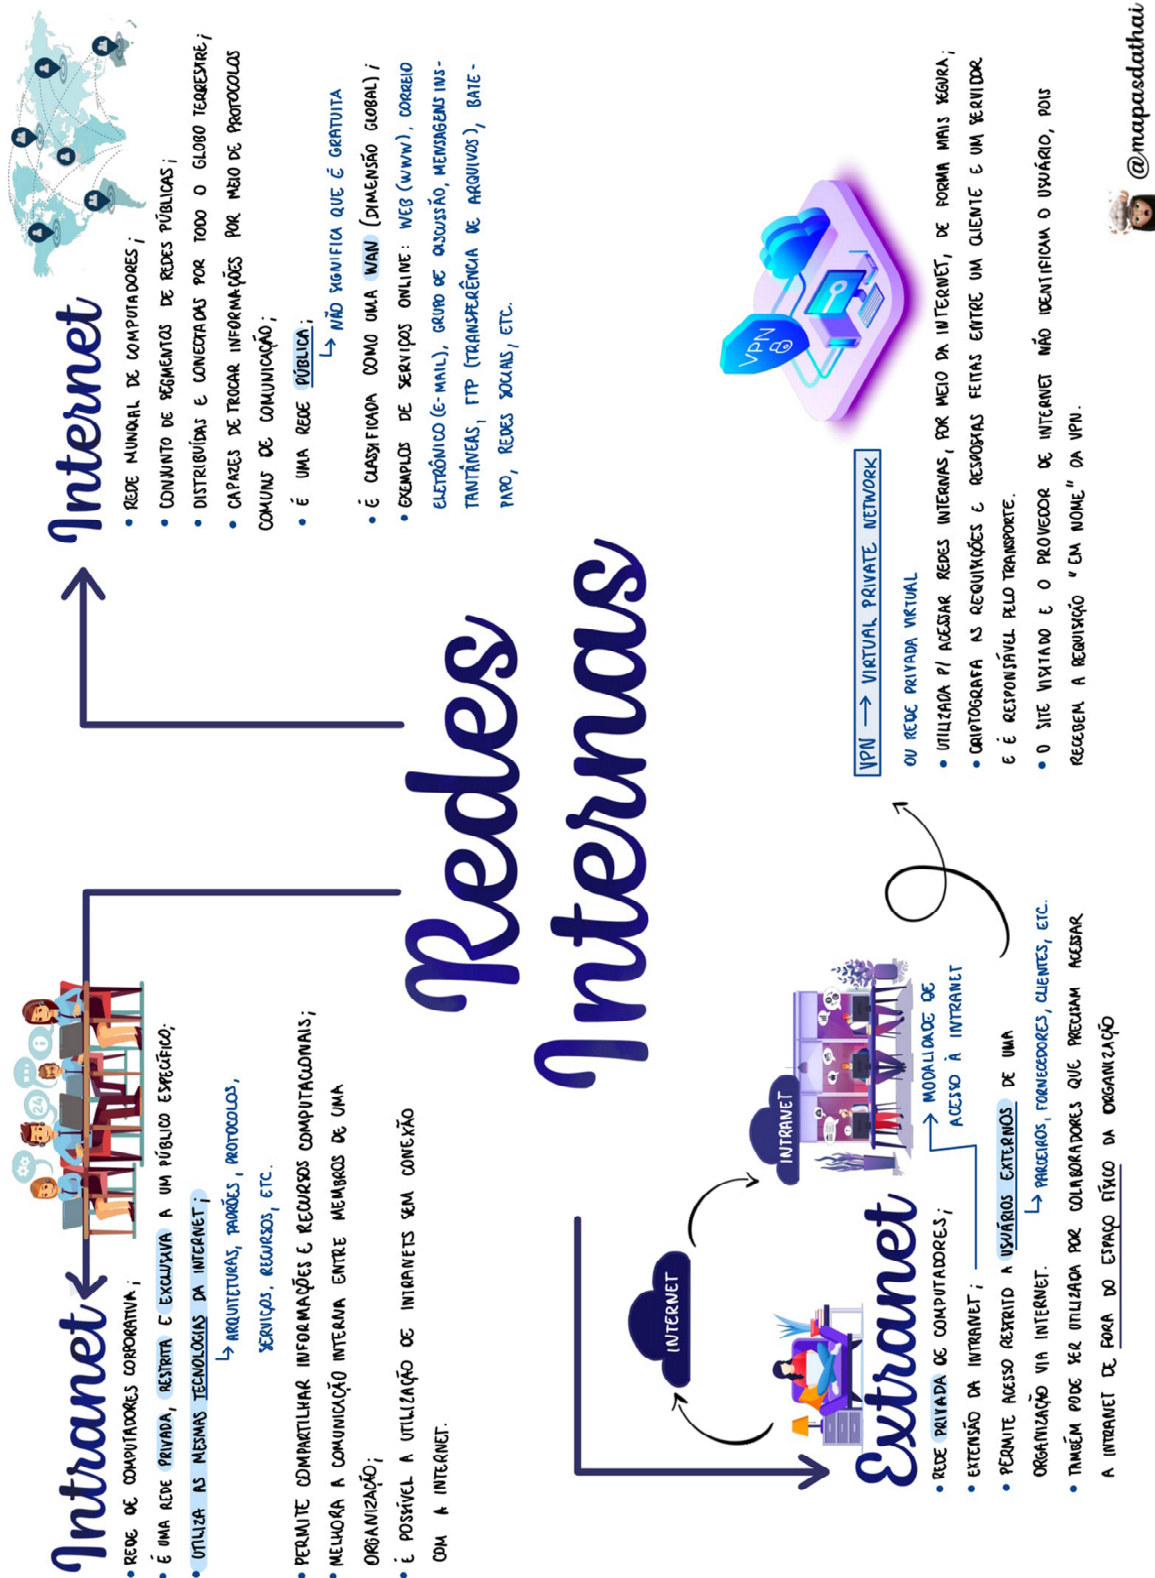 Redes
Internas
Intranet
• REDE DE COMPUTADORES CORPORATIVA;
• É UMA REDE PRIVADA, RESTRITA E EXCLUSIVA A UM PÚBLICO ESPECÍFICO;
• UTILIZA AS MESMAS TECNOLOGIAS DA INTERNET;
↳ ARQUITETURAS, PADRÕES, PROTOCOLOS,
SERVIÇOS, RECURSOS, ETC.
• PERMITE COMPARTILHAR INFORMAÇÕES E RECURSOS COMPUTACIONAIS;
• MELHORA A COMUNICAÇÃO INTERNA ENTRE MEMBROS DE UMA
ORGANIZAÇÃO;
• É POSSÍVEL A UTILIZAÇÃO DE INTRANETS SEM CONEXÃO
COM A INTERNET.
24
Internet
• REDE MUNDIAL DE COMPUTADORES;
• CONJUNTO DE SEGMENTOS DE REDES PÚBLICAS;
• DISTRIBUÍDAS E CONECTADAS POR TODO O GLOBO TERRESTRE;
• CAPAZES DE TROCAR INFORMAÇÕES POR MEIO DE PROTOCOLOS
COMUNS DE COMUNICAÇÃO;
• É UMA REDE PÚBLICA;
↳ NÃO SIGNIFICA QUE É GRATUITA
• É CLASSIFICADA COMO UMA WAN (DIMENSÃO GLOBAL);
• EXEMPLOS DE SERVIÇOS ONLINE: WEB (WWW), CORREIO
ELETRÔNICO (E-MAIL), GRUPO DE DISCUSSÃO, MENSAGENS INS-
TANTÂNEAS, FTP (TRANSFERÊNCIA DE ARQUIVOS), BATE-
PAPO, REDES SOCIAIS, ETC.
INTERNET
INTRANET
Extranet
• REDE PRIVADA DE COMPUTADORES;
• EXTENSÃO DA INTRANET;
→ MODALIDADE DE
ACESSO À INTRANET
• PERMITE ACESSO RESTRITO A USUÁRIOS EXTERNOS DE UMA
ORGANIZAÇÃO VIA INTERNET.
↳ PARCEIROS, FORNECEDORES, CLIENTES, ETC.
• TAMBÉM PODE SER UTILIZADA POR COLABORADORES QUE PRECISAM ACESSAR
A INTRANET DE FORA DO ESPAÇO FÍSICO DA ORGANIZAÇÃO
VPN
VPN → VIRTUAL PRIVATE NETWORK
OU REDE PRIVADA VIRTUAL
• UTILIZADA P/ ACESSAR REDES INTERNAS, POR MEIO DA INTERNET, DE FORMA MAIS SEGURA;
• CRIPTOGRAFA AS REQUISIÇÕES E RESPOSTAS FEITAS ENTRE UM CLIENTE E UM SERVIDOR
E É RESPONSÁVEL PELO TRANSPORTE.
• O SITE VISITADO E O PROVEDOR DE INTERNET NÃO IDENTIFICAM O USUÁRIO, POIS
RECEBEM A REQUISIÇÃO "EM NOME" DA VPN.
@mapasdathai